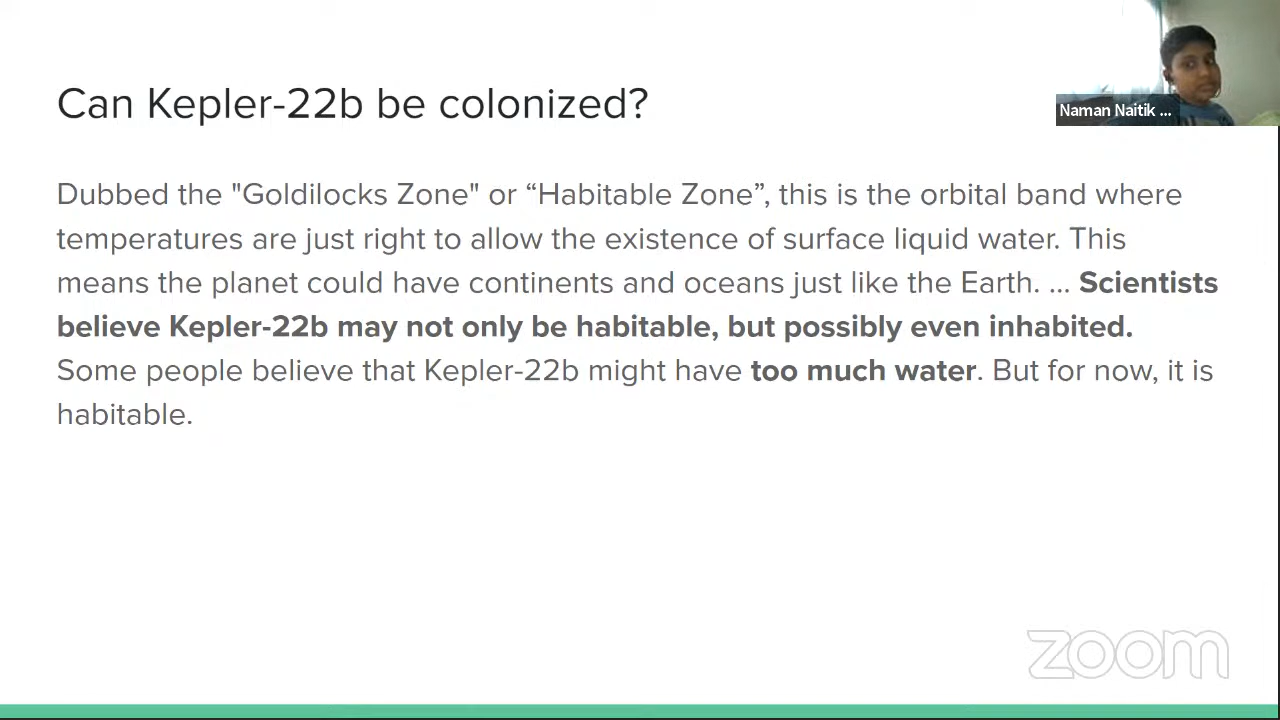 Can Kepler-22b be colonized?
Naman Naitik ...
Dubbed the "Goldilocks Zone" or “Habitable Zone”, this is the orbital band where
temperatures are just right to allow the existence of surface liquid water. This
means the planet could have continents and oceans just like the Earth. ... Scientists
believe Kepler-22b may not only be habitable, but possibly even inhabited.
Some people believe that Kepler-22b might have too much water. But for now, it is
habitable.
zoom